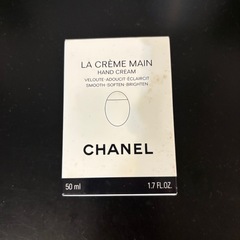 LA CRÈME MAIN
HAND CREAM
VELOUTE·ADOUCIT·ÉCLAIRCIT
SMOOTH·SOFTEN·BRIGHTEN
CHANEL
50 ml 1.7 FL.OZ.